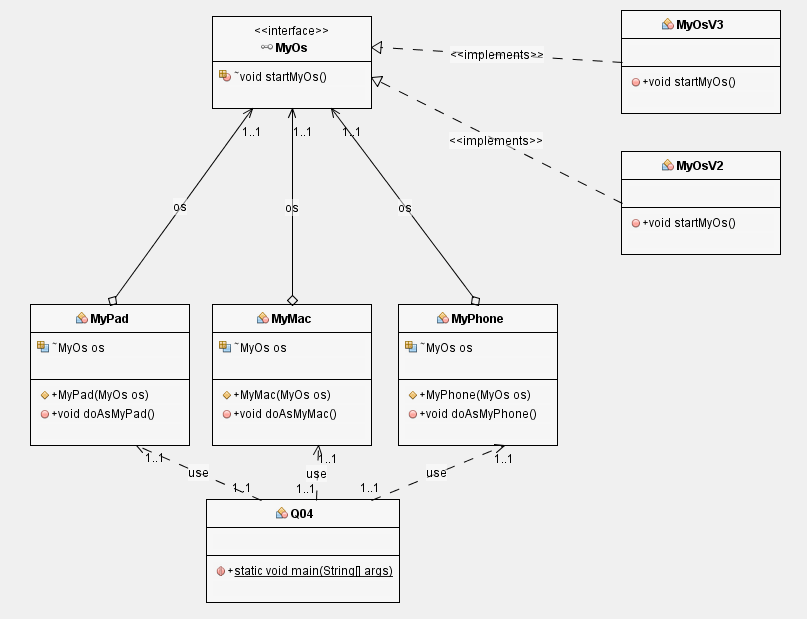 <<interface>>
MyOs
~void startMyOs()
MyOsV3
+void startMyOs()
<<implements>>
<<implements>>
MyOsV2
+void startMyOs()
1..1
1..1
1..1
os
os
os
MyPad
~MyOs os
+MyPad(MyOs os)
+void doAsMyPad()
MyMac
~MyOs os
+MyMac(MyOs os)
+void doAsMyMac()
MyPhone
~MyOs os
+MyPhone(MyOs os)
+void doAsMyPhone()
1..1
1..1
1..1
use
use
use
1..1
1..1
1..1
Q04
+static void main(String[] args)